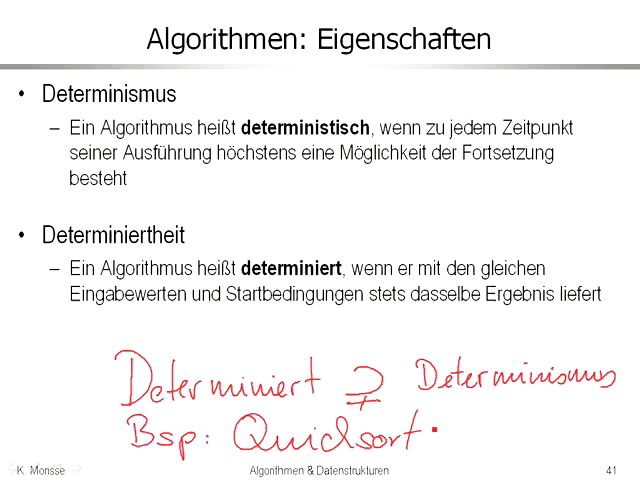 Algorithmen: Eigenschaften
• Determinismus
– Ein Algorithmus heißt deterministisch, wenn zu jedem Zeitpunkt
seiner Ausführung höchstens eine Möglichkeit der Fortsetzung
besteht
• Determiniertheit
– Ein Algorithmus heißt determiniert, wenn er mit den gleichen
Eingabewerten und Startbedingungen stets dasselbe Ergebnis liefert
Determiniert ⊋ Determinismus
Bsp: Quicksort
K. Morisse Algorithmen & Datenstrukturen 41